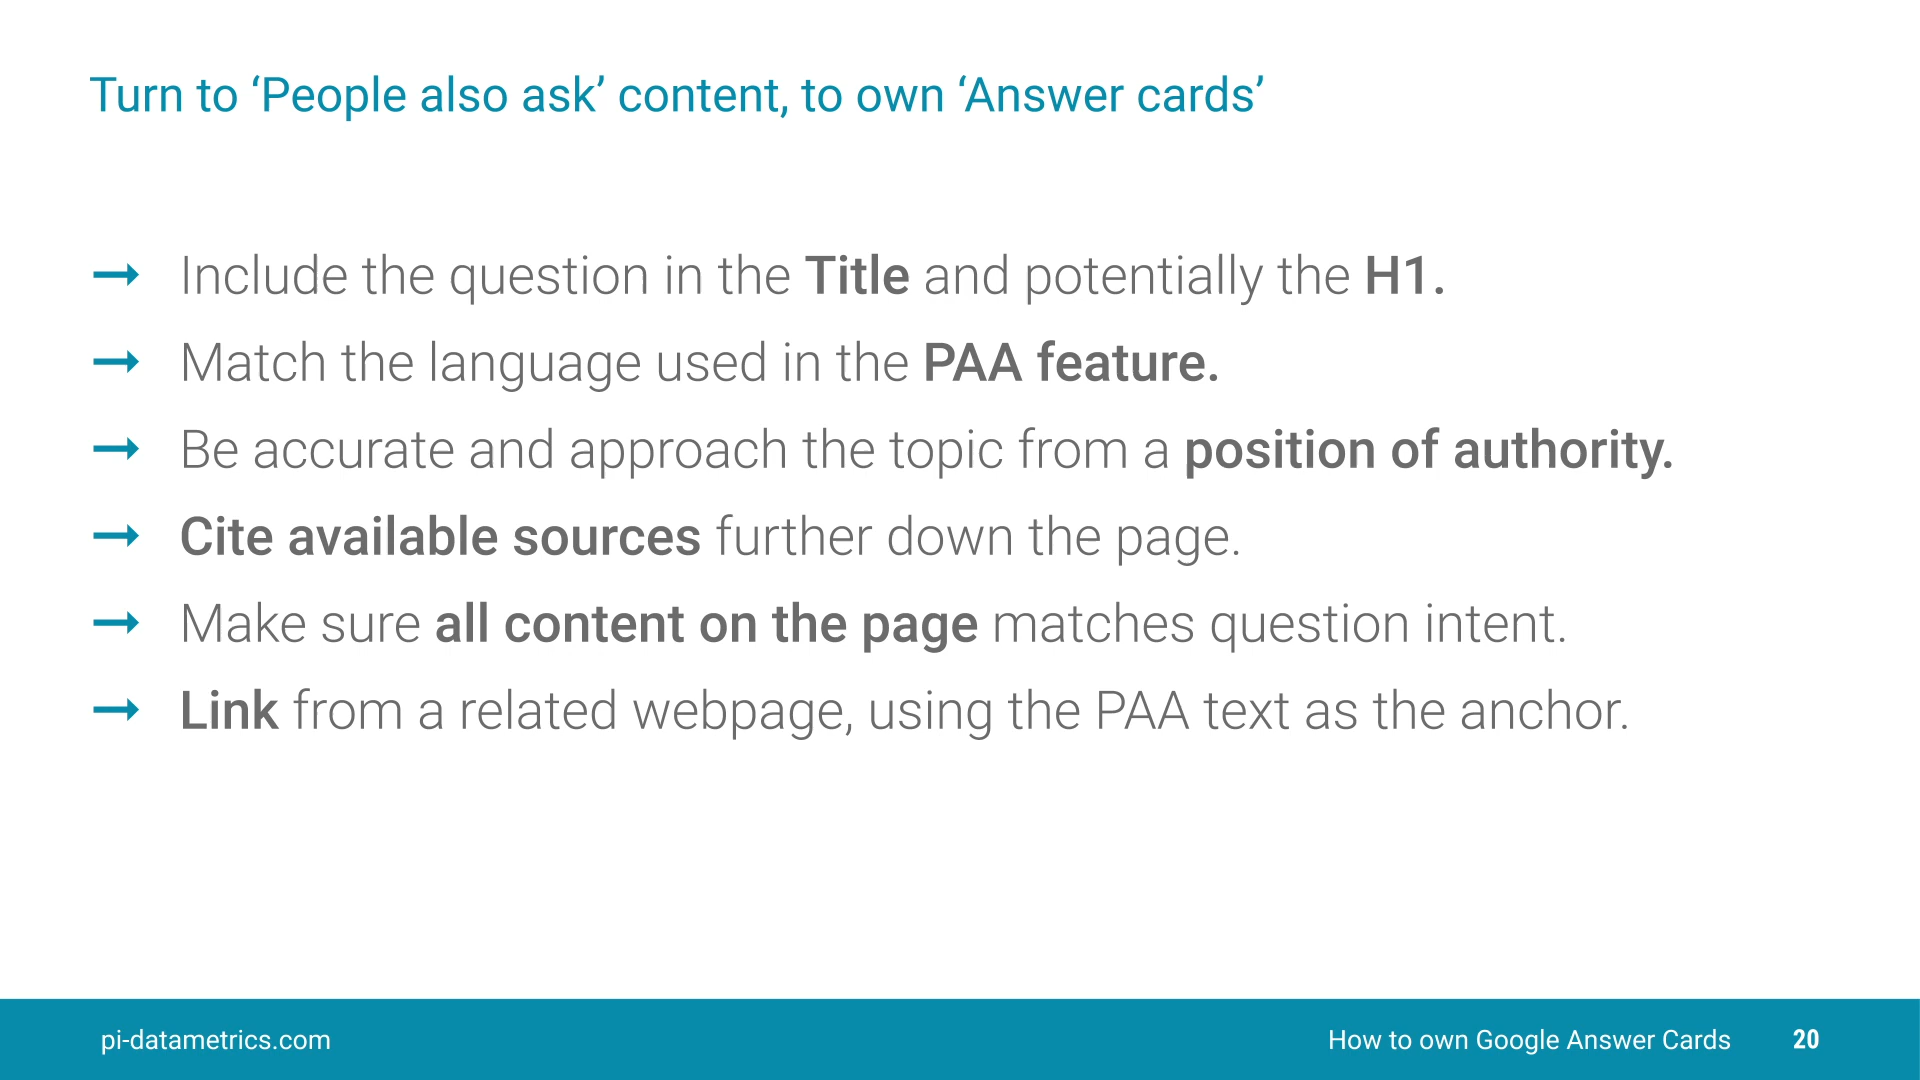 Turn to ‘People also ask’ content, to own ‘Answer cards’
Include the question in the Title and potentially the H1.
Match the language used in the PAA feature.
Be accurate and approach the topic from a position of authority.
Cite available sources further down the page.
Make sure all content on the page matches question intent.
Link from a related webpage, using the PAA text as the anchor.
pi-datametrics.com
How to own Google Answer Cards 20